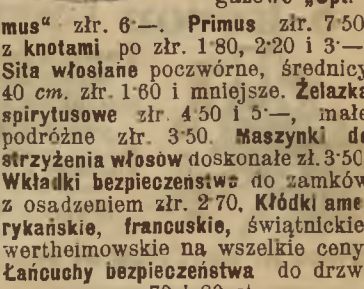 gazowe „Opti-
mus“ złr. 6·—. Primus złr. 7·50
z knotami po złr. 1·80, 2·20 i 3·—
Sita włosiane poczwórne, średnicy
40 cm. złr. 1·60 i mniejsze. Żelazka
spirytusowe złr. 4·50 i 5·—, małe
podróżne złr. 3·50. Maszynki do
strzyżenia włosów doskonałe zł. 3·50
Wkładki bezpieczeństwa do zamków
z osadzeniem złr. 2·70, Kłódki ame
rykańskie, francuskie, świątnickie
wertheimowskie na wszelkie ceny
Łańcuchy bezpieczeństwa do drzw